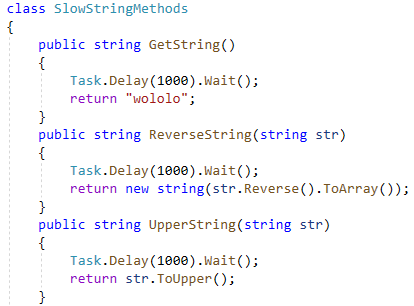 class SlowStringMethods
{
    public string GetString()
    {
        Task.Delay(1000).Wait();
        return "wololo";
    }
    public string ReverseString(string str)
    {
        Task.Delay(1000).Wait();
        return new string(str.Reverse().ToArray());
    }
    public string UpperString(string str)
    {
        Task.Delay(1000).Wait();
        return str.ToUpper();
    }